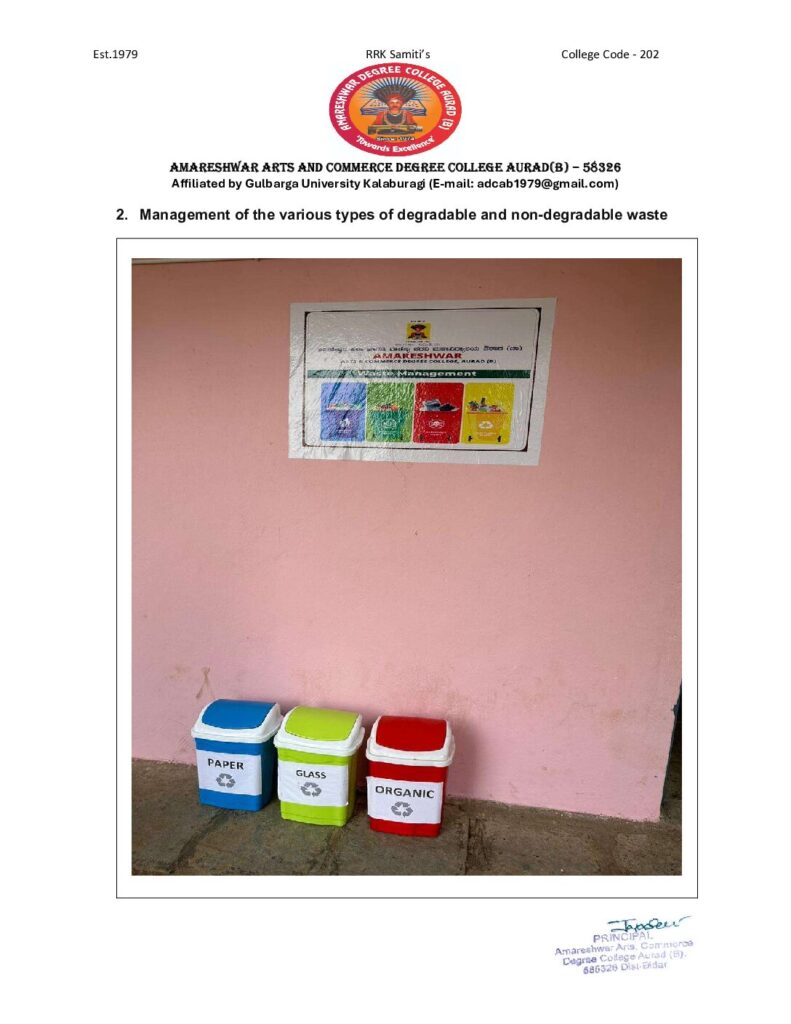 Est.1979 RRK Samiti's College Code - 202
AMARESHWAR DEGREE COLLEGE AURAD (B)
"Towards Excellence"
AMARESHWAR ARTS AND COMMERCE DEGREE COLLEGE AURAD(B) – 58326
Affiliated by Gulbarga University Kalaburagi (E-mail: adcab1979@gmail.com)
2. Management of the various types of degradable and non-degradable waste
AMARESHWAR
ARTS & COMMERCE DEGREE COLLEGE, AURAD (B)
Waste Management
PAPER
GLASS
ORGANIC
PRINCIPAL
Amareshwar Arts, Commerce
Degree College Aurad (B).
585326 Dist-Bidar